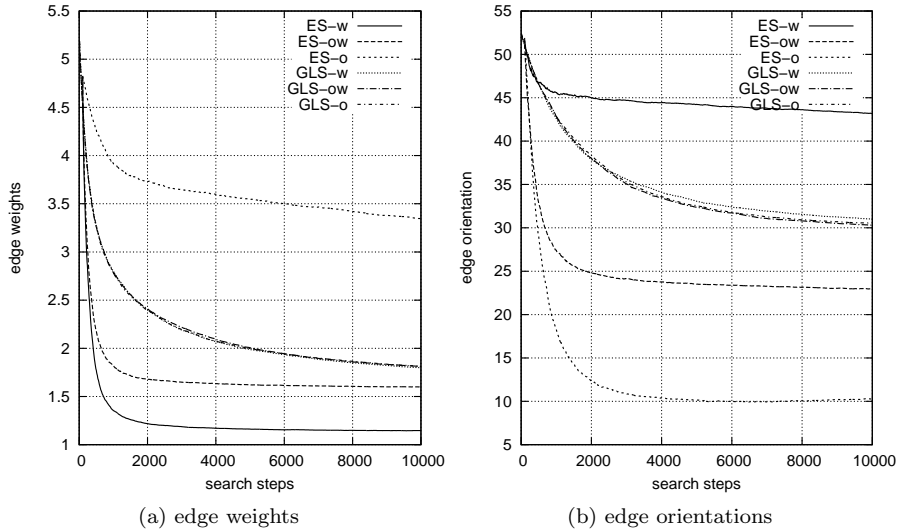 5.5
5
4.5
4
3.5
3
2.5
2
1.5
1
edge weights
0 2000 4000 6000 8000 10000
search steps
ES-w
ES-ow
ES-o
GLS-w
GLS-ow
GLS-o
(a) edge weights
55
50
45
40
35
30
25
20
15
10
5
edge orientation
0 2000 4000 6000 8000 10000
search steps
ES-w
ES-ow
ES-o
GLS-w
GLS-ow
GLS-o
(b) edge orientations